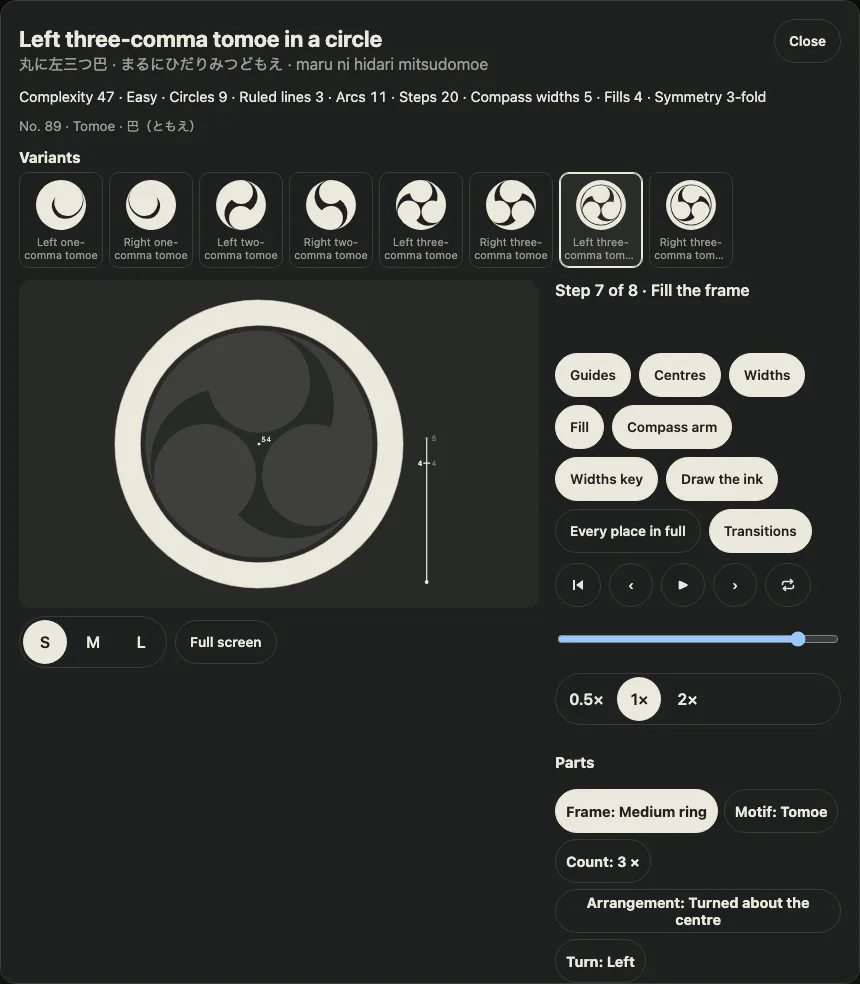 Left three-comma tomoe in a circle
Close
丸に左三つ巴 · まるにひだりみつどもえ · maru ni hidari mitsudomoe
Complexity 47 · Easy · Circles 9 · Ruled lines 3 · Arcs 11 · Steps 20 · Compass widths 5 · Fills 4 · Symmetry 3-fold
No. 89 · Tomoe · 巴（ともえ）
Variants
Left one-
comma tomoe
Right one-
comma tomoe
Left two-
comma tomoe
Right two-
comma tomoe
Left three-
comma tomoe
Right three-
comma tomoe
Left three-
comma tom...
Right three-
comma tom...
Step 7 of 8 · Fill the frame
54
5
4
4
Guides
Centres
Widths
Fill
Compass arm
Widths key
Draw the ink
Every place in full
Transitions
S
M
L
Full screen
0.5×
1×
2×
Parts
Frame: Medium ring
Motif: Tomoe
Count: 3 ×
Arrangement: Turned about the
centre
Turn: Left